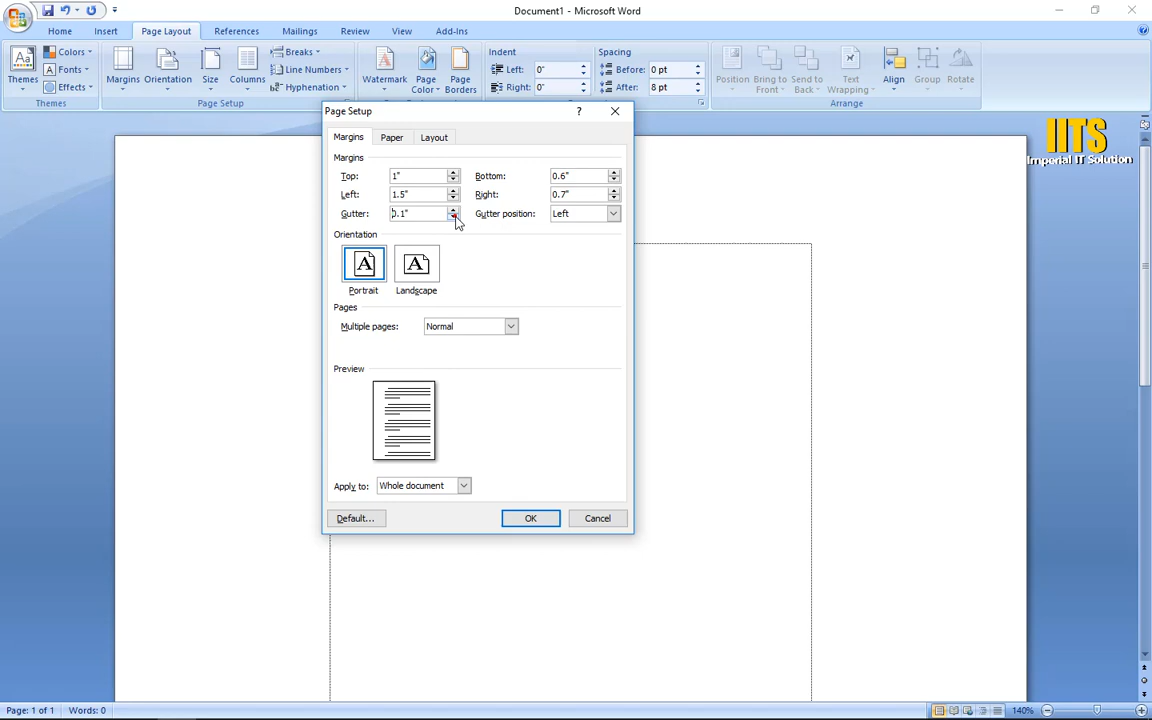 Document1 - Microsoft Word
Home Insert Page Layout References Mailings Review View Add-Ins
Themes
Colors
Fonts
Effects
Themes
Margins
Orientation
Size
Columns
Breaks
Line Numbers
Hyphenation
Page Setup
Watermark
Page Color
Page Borders
Indent
Left: 0"
Right: 0"
Spacing
Before: 0 pt
After: 8 pt
Position
Bring to Front
Send to Back
Text Wrapping
Align
Group
Rotate
Arrange
IITS
Imperial IT Solution
Page Setup
?
Margins Paper Layout
Margins
Top: 1" Bottom: 0.6"
Left: 1.5" Right: 0.7"
Gutter: 0.1" Gutter position: Left
Orientation
A A
Portrait Landscape
Pages
Multiple pages: Normal
Preview
Apply to: Whole document
Default... OK Cancel
Page: 1 of 1 Words: 0 140%